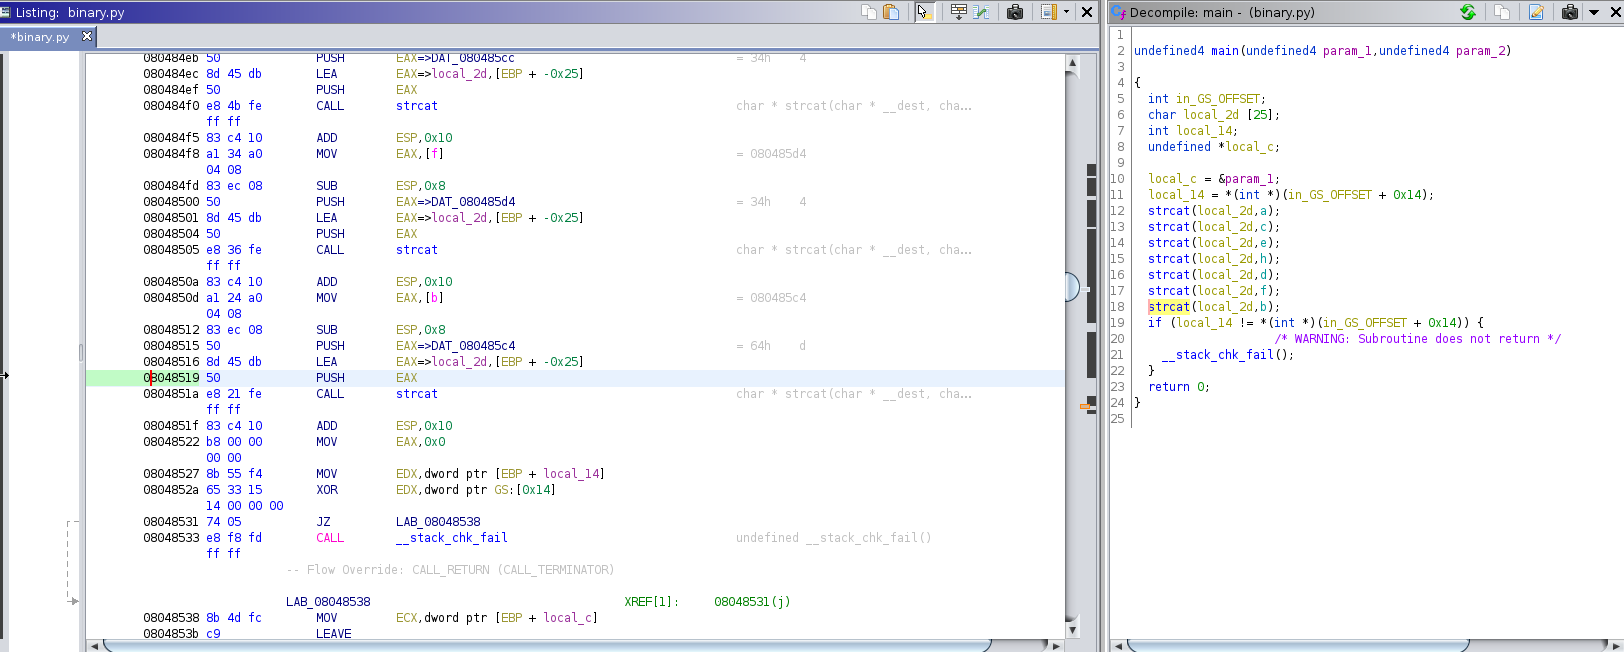 Listing: binary.py
*binary.py
080484eb 50 PUSH EAX=>DAT_080485cc = 34h 4
080484ec 8d 45 db LEA EAX=>local_2d,[EBP + -0x25]
080484ef 50 PUSH EAX
080484f0 e8 4b fe CALL strcat char * strcat(char * __dest, cha...
ff ff
080484f5 83 c4 10 ADD ESP,0x10
080484f8 a1 34 a0 MOV EAX,[f] = 080485d4
04 08
080484fd 83 ec 08 SUB ESP,0x8
08048500 50 PUSH EAX=>DAT_080485d4 = 34h 4
08048501 8d 45 db LEA EAX=>local_2d,[EBP + -0x25]
08048504 50 PUSH EAX
08048505 e8 36 fe CALL strcat char * strcat(char * __dest, cha...
ff ff
0804850a 83 c4 10 ADD ESP,0x10
0804850d a1 24 a0 MOV EAX,[b] = 080485c4
04 08
08048512 83 ec 08 SUB ESP,0x8
08048515 50 PUSH EAX=>DAT_080485c4 = 64h d
08048516 8d 45 db LEA EAX=>local_2d,[EBP + -0x25]
08048519 50 PUSH EAX
0804851a e8 21 fe CALL strcat char * strcat(char * __dest, cha...
ff ff
0804851f 83 c4 10 ADD ESP,0x10
08048522 b8 00 00 MOV EAX,0x0
00 00
08048527 8b 55 f4 MOV EDX,dword ptr [EBP + local_14]
0804852a 65 33 15 XOR EDX,dword ptr GS:[0x14]
14 00 00 00
08048531 74 05 JZ LAB_08048538
08048533 e8 f8 fd CALL __stack_chk_fail undefined __stack_chk_fail()
ff ff
-- Flow Override: CALL_RETURN (CALL_TERMINATOR)
LAB_08048538 XREF[1]: 08048531(j)
08048538 8b 4d fc MOV ECX,dword ptr [EBP + local_c]
0804853b c9 LEAVE
Decompile: main - (binary.py)
1
2 undefined4 main(undefined4 param_1,undefined4 param_2)
3
4 {
5 int in_GS_OFFSET;
6 char local_2d [25];
7 int local_14;
8 undefined *local_c;
9
10 local_c = &param_1;
11 local_14 = *(int *)(in_GS_OFFSET + 0x14);
12 strcat(local_2d,a);
13 strcat(local_2d,c);
14 strcat(local_2d,e);
15 strcat(local_2d,h);
16 strcat(local_2d,d);
17 strcat(local_2d,f);
18 strcat(local_2d,b);
19 if (local_14 != *(int *)(in_GS_OFFSET + 0x14)) {
20 /* WARNING: Subroutine does not return */
21 __stack_chk_fail();
22 }
23 return 0;
24 }
25